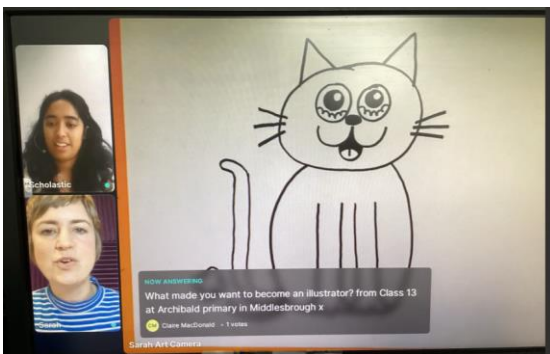 Scholastic
Sarah
NOW ANSWERING
What made you want to become an illustrator? from Class 13
at Archibald primary in Middlesbrough x
CM Claire MacDonald • 1 votes
Sarah Art Camera